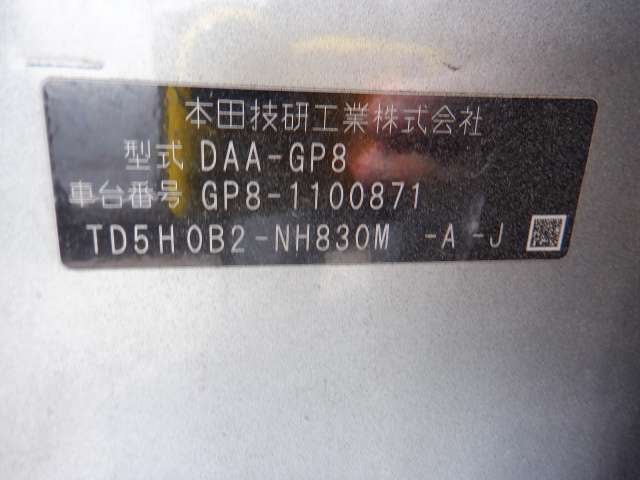 本田技研工業株式会社
型式 DAA-GP8
車台番号 GP8-1100871
TD5H0B2-NH830M -A -J